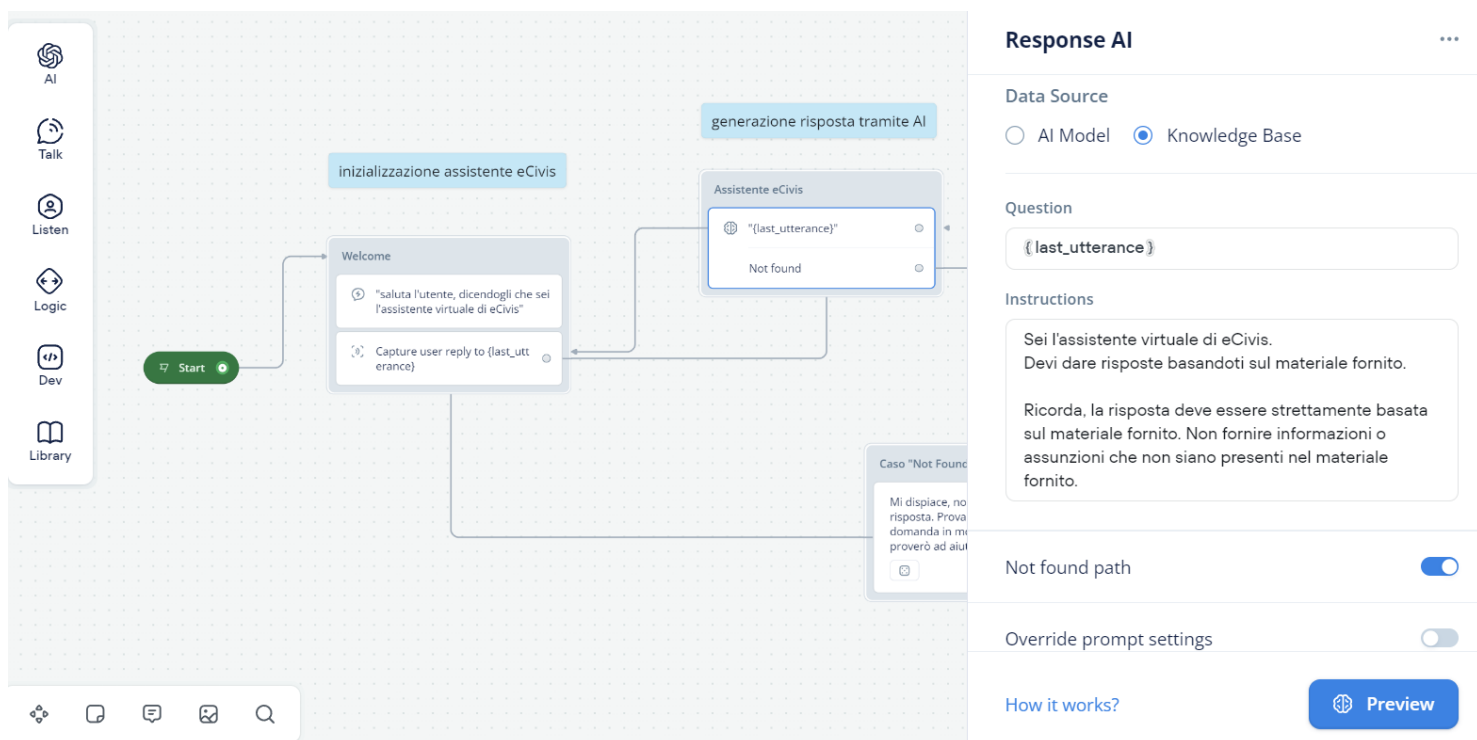 AI
Talk
Listen
Logic
Dev
Library
inizializzazione assistente eCivis
generazione risposta tramite AI
Start
Welcome
"saluta l'utente, dicendogli che sei
l'assistente virtuale di eCivis"
Capture user reply to {last_utt
erance}
Assistente eCivis
"{last_utterance}"
Not found
Caso "Not Found
Mi dispiace, no
risposta. Prova
domanda in
proverò ad
Response AI
Data Source
AI Model
Knowledge Base
Question
{last_utterance}
Instructions
Sei l'assistente virtuale di eCivis.
Devi dare risposte basandoti sul materiale fornito.
Ricorda, la risposta deve essere strettamente basata
sul materiale fornito. Non fornire informazioni o
assunzioni che non siano presenti nel materiale
fornito.
Not found path
Override prompt settings
How it works?
Preview